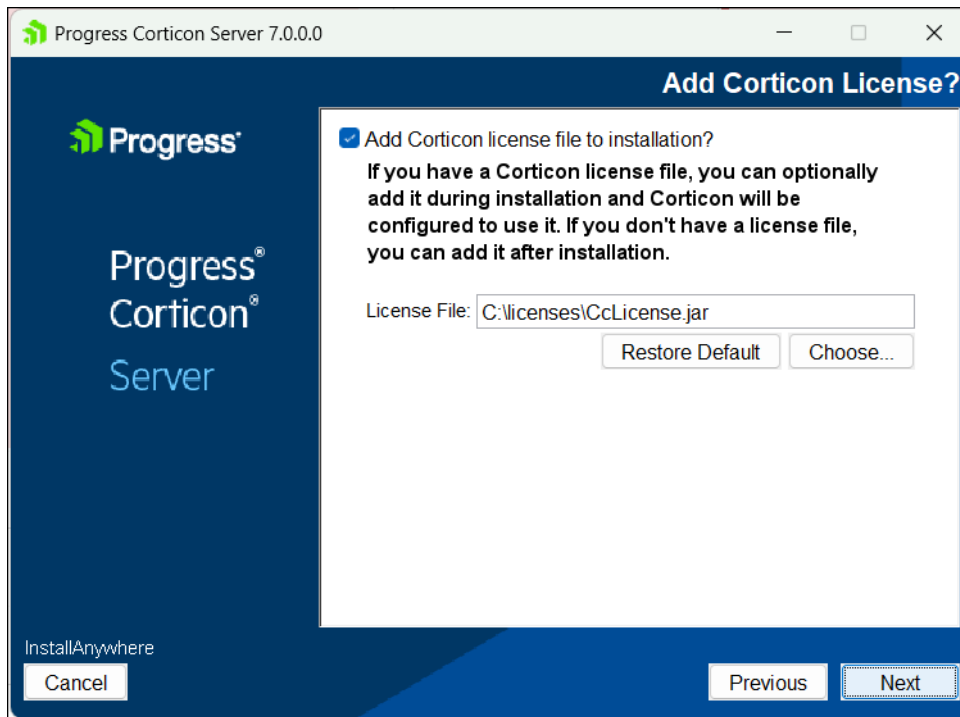 Progress Corticon Server 7.0.0.0
Add Corticon License?
Progress
Progress®
Corticon®
Server
Add Corticon license file to installation?
If you have a Corticon license file, you can optionally
add it during installation and Corticon will be
configured to use it. If you don't have a license file,
you can add it after installation.
License File: C:\licenses\CcLicense.jar
Restore Default Choose...
InstallAnywhere
Cancel Previous Next